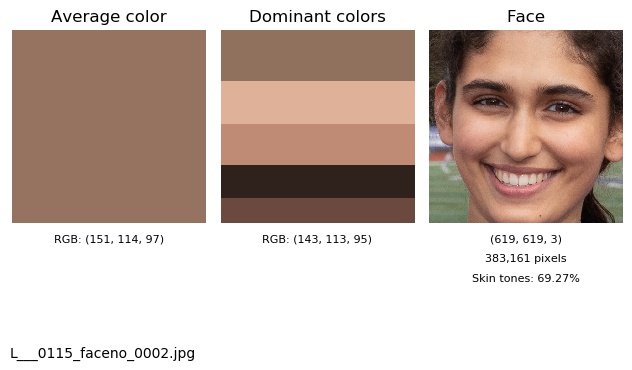 Average color
Dominant colors
Face
RGB: (151, 114, 97)
RGB: (143, 113, 95)
(619, 619, 3)
383,161 pixels
Skin tones: 69.27%
L___0115_faceno_0002.jpg